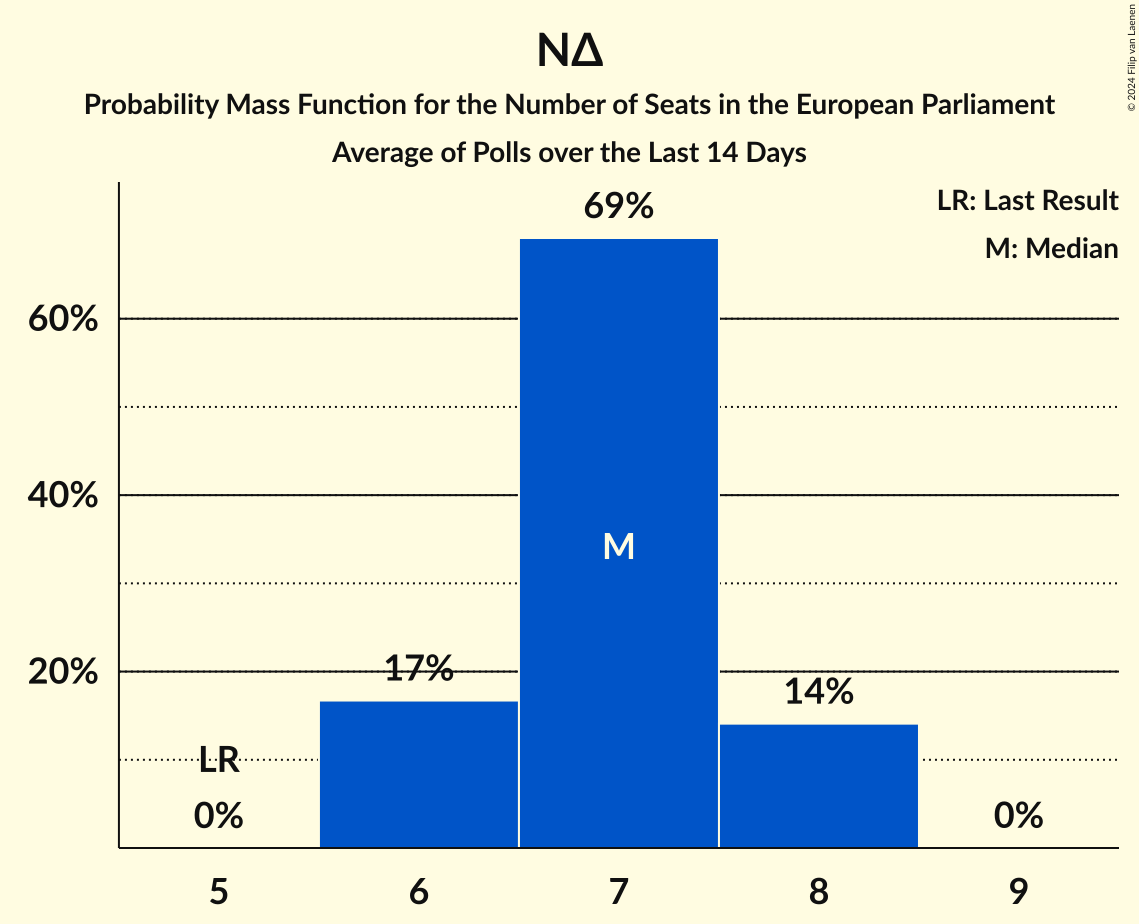 ΝΔ
Probability Mass Function for the Number of Seats in the European Parliament
Average of Polls over the Last 14 Days
© 2024 Filip van Laenen
LR: Last Result
M: Median
69%
60%
40%
M
20%
17%
14%
LR
0%
0%
5 6 7 8 9